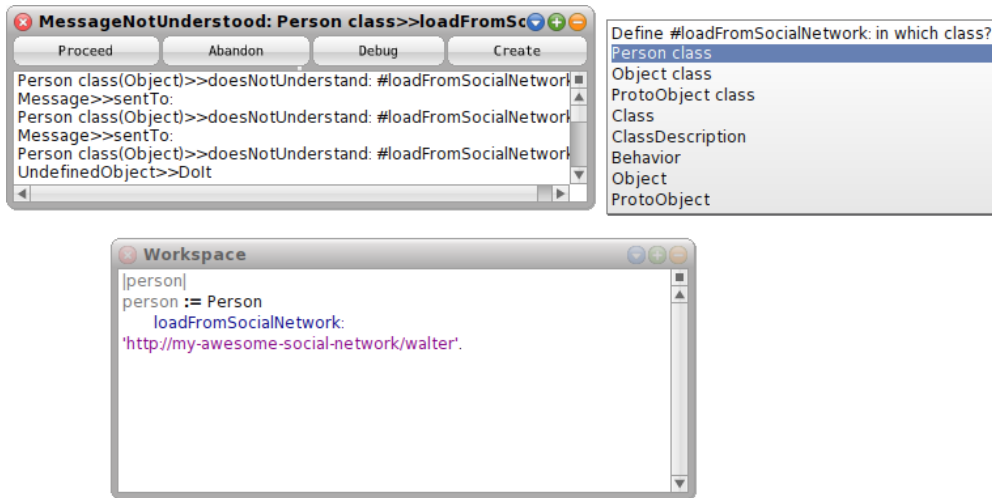 MessageNotUnderstood: Person class>>loadFromSc
Proceed Abandon Debug Create
Person class(Object)>>doesNotUnderstand: #loadFromSocialNetwork
Message>>sentTo:
Person class(Object)>>doesNotUnderstand: #loadFromSocialNetwork
Message>>sentTo:
Person class(Object)>>doesNotUnderstand: #loadFromSocialNetwork
UndefinedObject>>DoIt
Define #loadFromSocialNetwork: in which class?
Person class
Object class
ProtoObject class
Class
ClassDescription
Behavior
Object
ProtoObject
Workspace
|person|
person := Person
loadFromSocialNetwork:
'http://my-awesome-social-network/walter'.